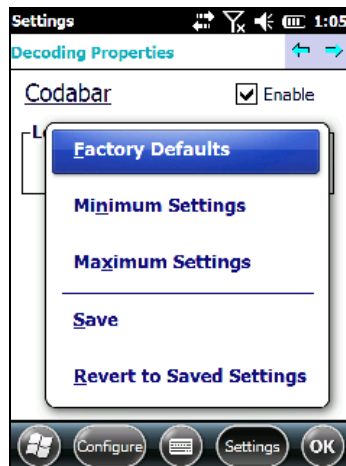 Settings 1:05
Decoding Properties
Codabar Enable
Factory Defaults
Minimum Settings
Maximum Settings
Save
Revert to Saved Settings
Configure Settings OK